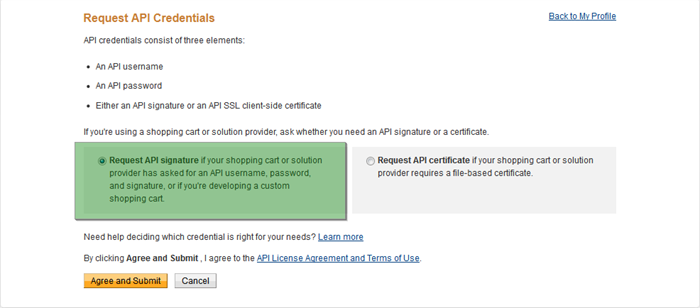 Request API Credentials
Back to My Profile
API credentials consist of three elements:
An API username
An API password
Either an API signature or an API SSL client-side certificate
If you're using a shopping cart or solution provider, ask whether you need an API signature or a certificate.
Request API signature if your shopping cart or solution
provider has asked for an API username, password,
and signature, or if you're developing a custom
shopping cart.
Request API certificate if your shopping cart or solution
provider requires a file-based certificate.
Need help deciding which credential is right for your needs? Learn more
By clicking Agree and Submit , I agree to the API License Agreement and Terms of Use.
Agree and Submit
Cancel